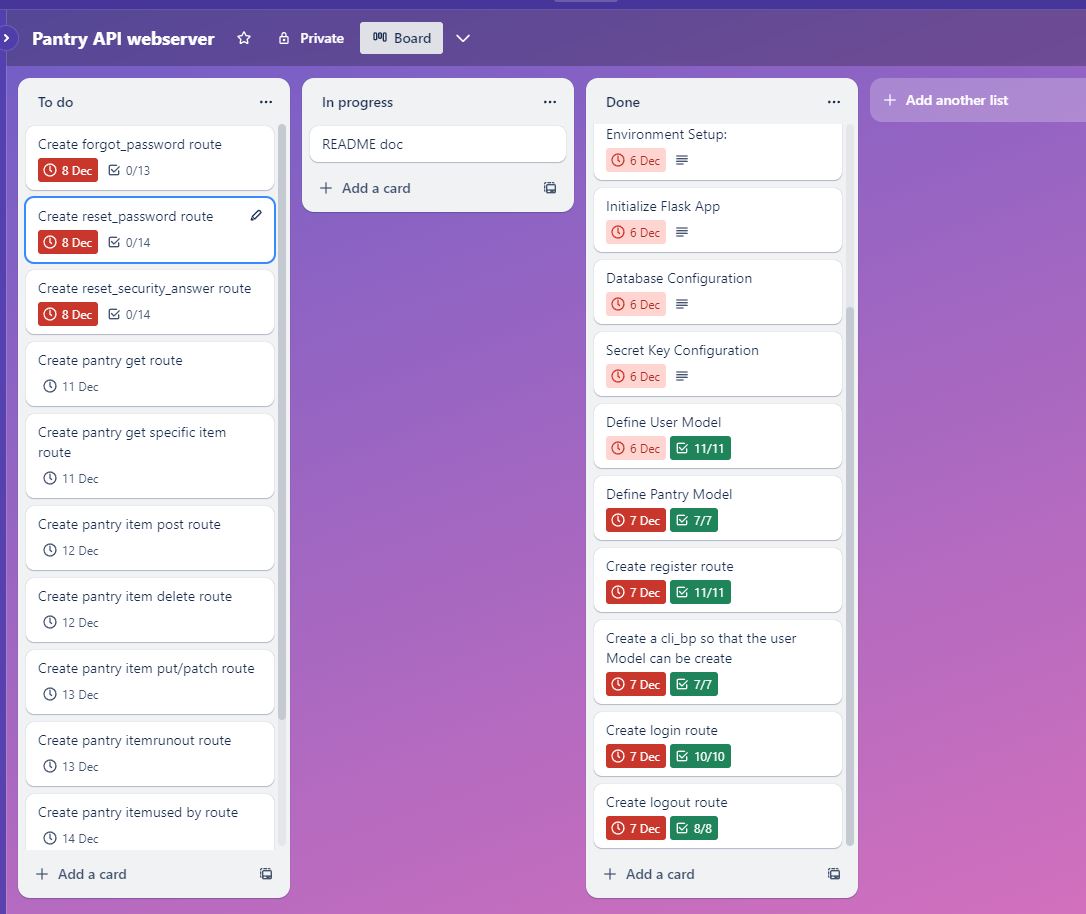 Pantry API webserver
Private
Board
To do
Create forgot_password route
8 Dec 0/13
Create reset_password route
8 Dec 0/14
Create reset_security_answer route
8 Dec 0/14
Create pantry get route
11 Dec
Create pantry get specific item
route
11 Dec
Create pantry item post route
12 Dec
Create pantry item delete route
12 Dec
Create pantry item put/patch route
13 Dec
Create pantry itemrunout route
13 Dec
Create pantry itemused by route
14 Dec
Add a card
In progress
README doc
Add a card
Done
Environment Setup:
6 Dec
Initialize Flask App
6 Dec
Database Configuration
6 Dec
Secret Key Configuration
6 Dec
Define User Model
6 Dec 11/11
Define Pantry Model
7 Dec 7/7
Create register route
7 Dec 11/11
Create a cli_bp so that the user
Model can be create
7 Dec 7/7
Create login route
7 Dec 10/10
Create logout route
7 Dec 8/8
Add a card
Add another list